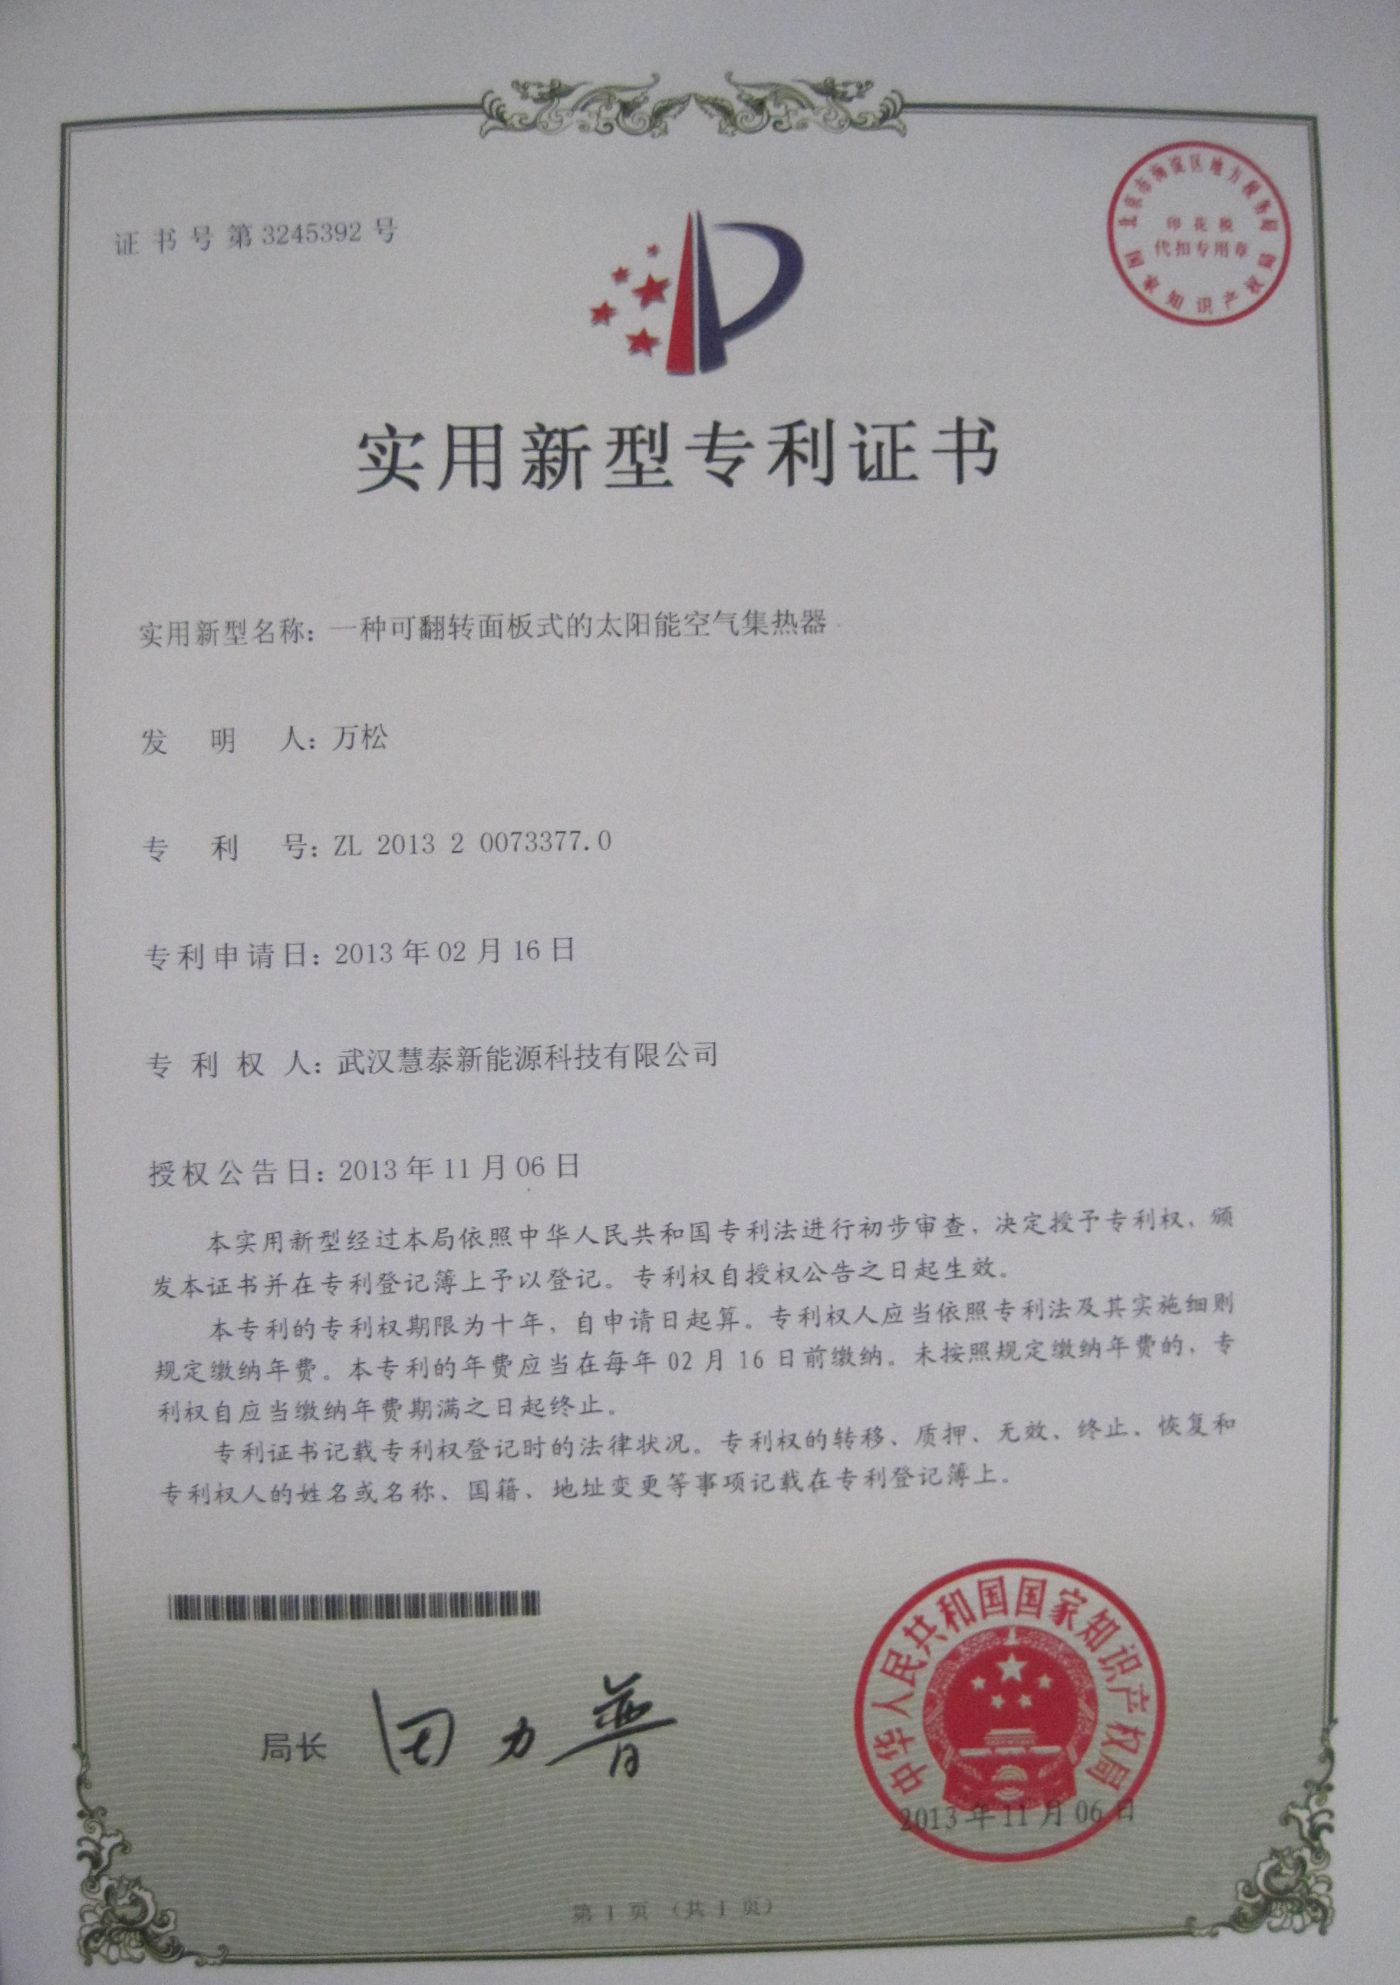 证书号第3245392号
北京市海淀区地方税务局
印花税
代扣专用章
国家知识产权局
实用新型专利证书
实用新型名称：一种可翻转面板式的太阳能空气集热器
发明人：万松
专利号：ZL 2013 2 0073377.0
专利申请日：2013年02月16日
专利权人：武汉慧泰新能源科技有限公司
授权公告日：2013年11月06日
本实用新型经过本局依照中华人民共和国专利法进行初步审查，决定授予专利权，颁
发本证书并在专利登记簿上予以登记。专利权自授权公告之日起生效。
本专利的专利权期限为十年，自申请日起算。专利权人应当依照专利法及其实施细则
规定缴纳年费。本专利的年费应当在每年02月16日前缴纳。未按照规定缴纳年费的，专
利权自应当缴纳年费期满之日起终止。
专利证书记载专利权登记时的法律状况。专利权的转移、质押、无效、终止、恢复和
专利权人的姓名或名称、国籍、地址变更等事项记载在专利登记簿上。
局长 田力普
中华人民共和国国家知识产权局
2013年11月06日
第1页（共1页）